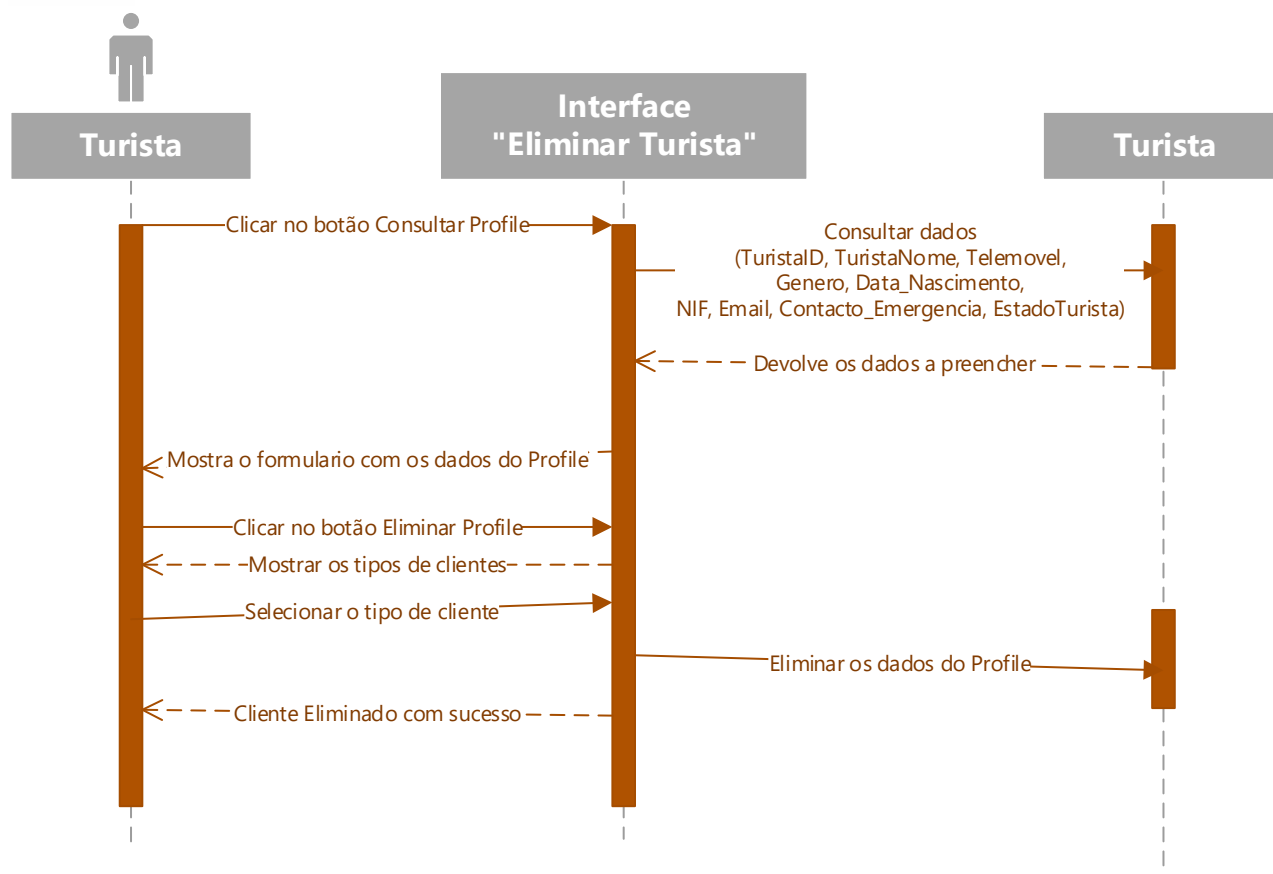 Turista
Interface
"Eliminar Turista"
Turista
Clicar no botão Consultar Profile
Consultar dados
(TuristaID, TuristaNome, Telemovel,
Genero, Data_Nascimento,
NIF, Email, Contacto_Emergencia, EstadoTurista)
Devolve os dados a preencher
Mostra o formulario com os dados do Profile
Clicar no botão Eliminar Profile
Mostrar os tipos de clientes
Selecionar o tipo de cliente
Eliminar os dados do Profile
Cliente Eliminado com sucesso